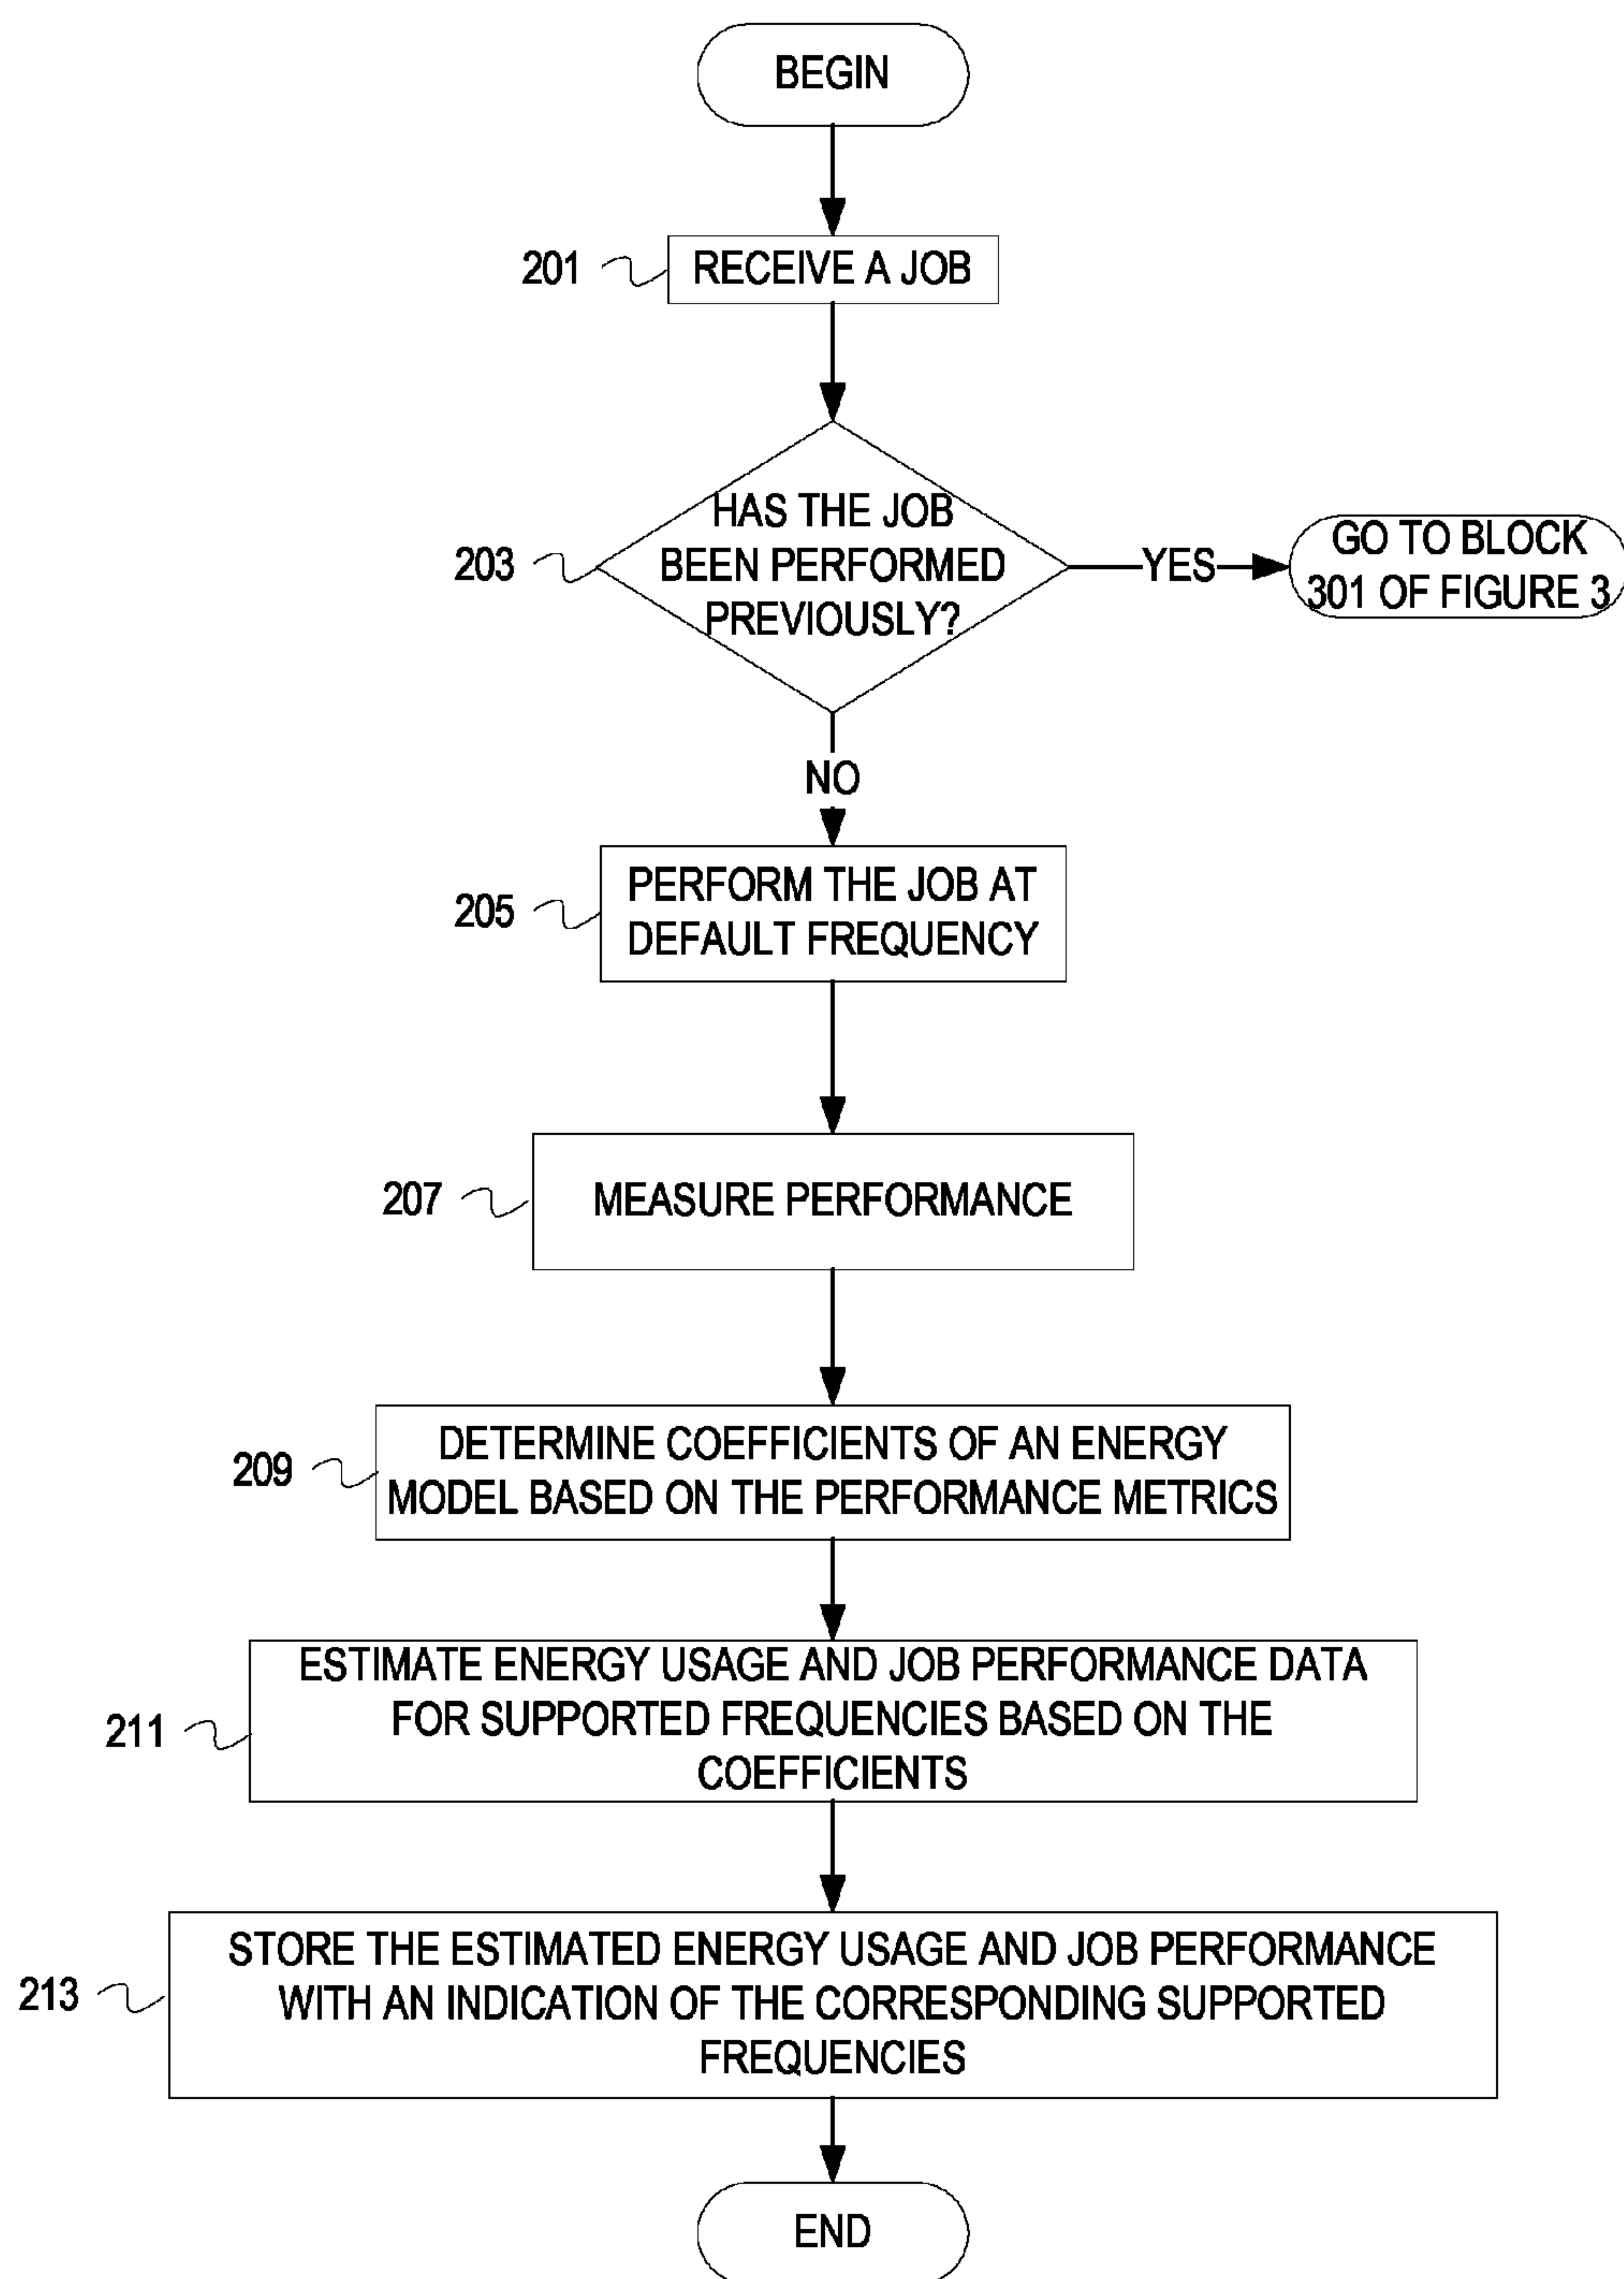 BEGIN
201
RECEIVE A JOB
203
HAS THE JOB
BEEN PERFORMED
PREVIOUSLY?
YES
GO TO BLOCK
301 OF FIGURE 3
NO
205
PERFORM THE JOB AT
DEFAULT FREQUENCY
207
MEASURE PERFORMANCE
209
DETERMINE COEFFICIENTS OF AN ENERGY
MODEL BASED ON THE PERFORMANCE METRICS
211
ESTIMATE ENERGY USAGE AND JOB PERFORMANCE DATA
FOR SUPPORTED FREQUENCIES BASED ON THE
COEFFICIENTS
213
STORE THE ESTIMATED ENERGY USAGE AND JOB PERFORMANCE
WITH AN INDICATION OF THE CORRESPONDING SUPPORTED
FREQUENCIES
END